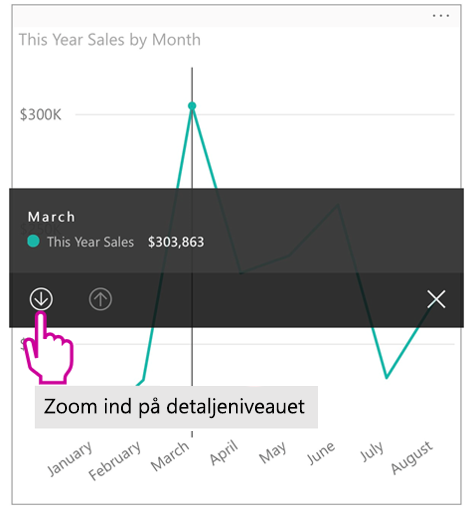 This Year Sales by Month
$300K
March
This Year Sales $303,863
Zoom ind på detaljeniveauet
January February March April May June July August